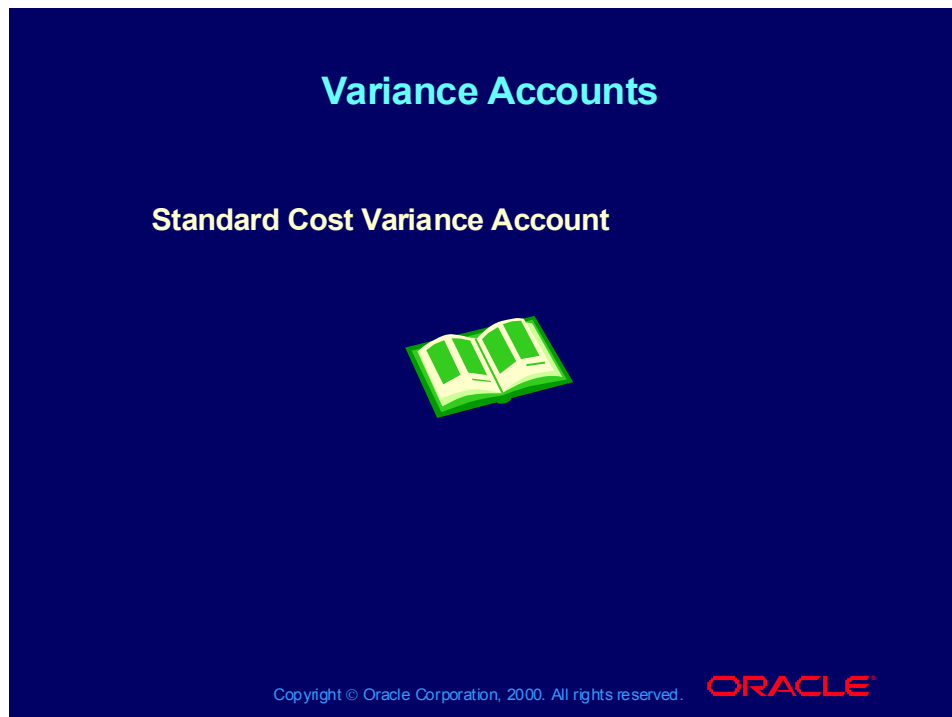 Variance Accounts
Standard Cost Variance Account
Copyright © Oracle Corporation, 2000. All rights reserved.
ORACLE®